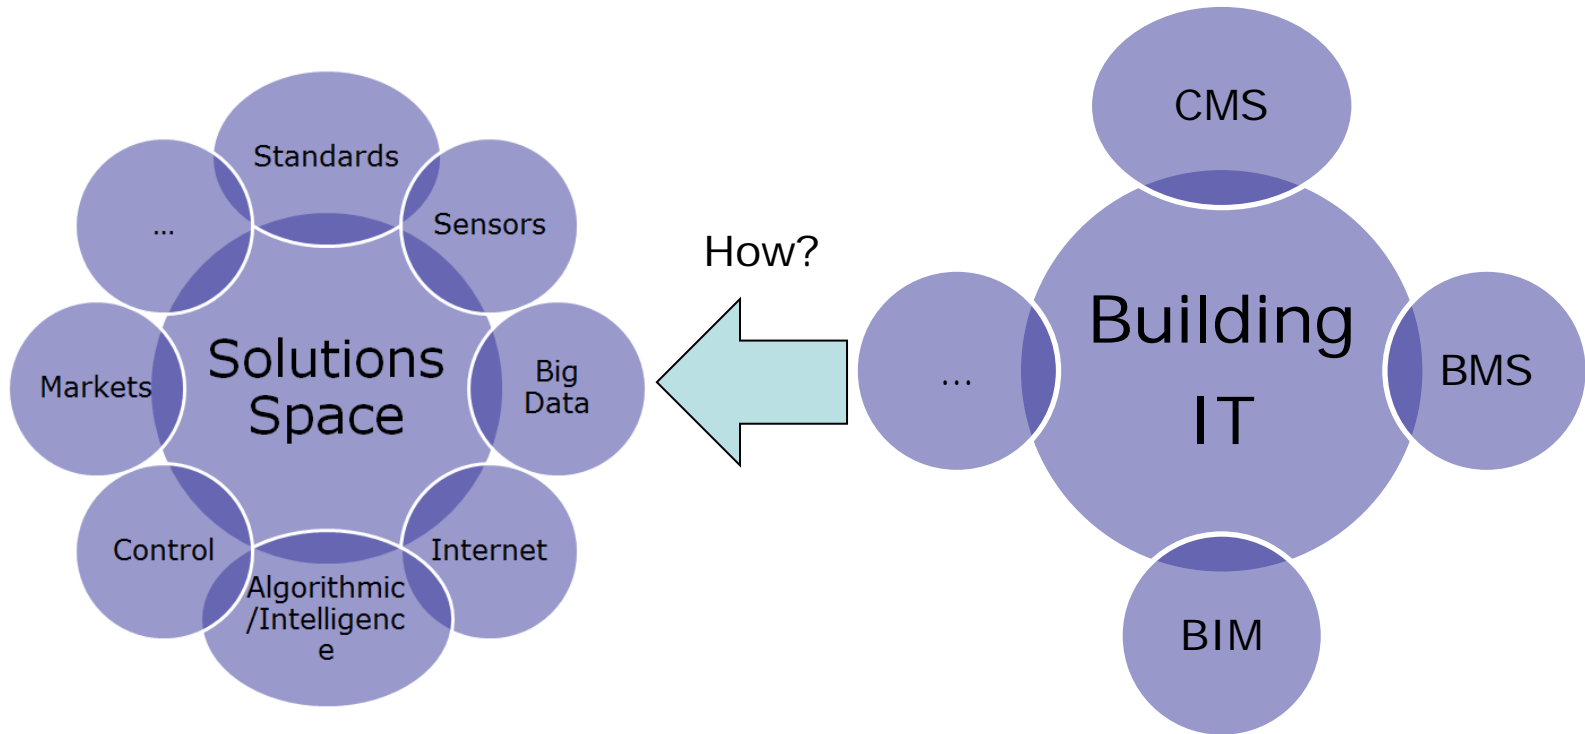 Standards
...
Sensors
Solutions
Space
Markets
Big
Data
Control
Internet
Algorithmic
/Intelligenc
e
How?
CMS
...
Building
IT
BMS
BIM